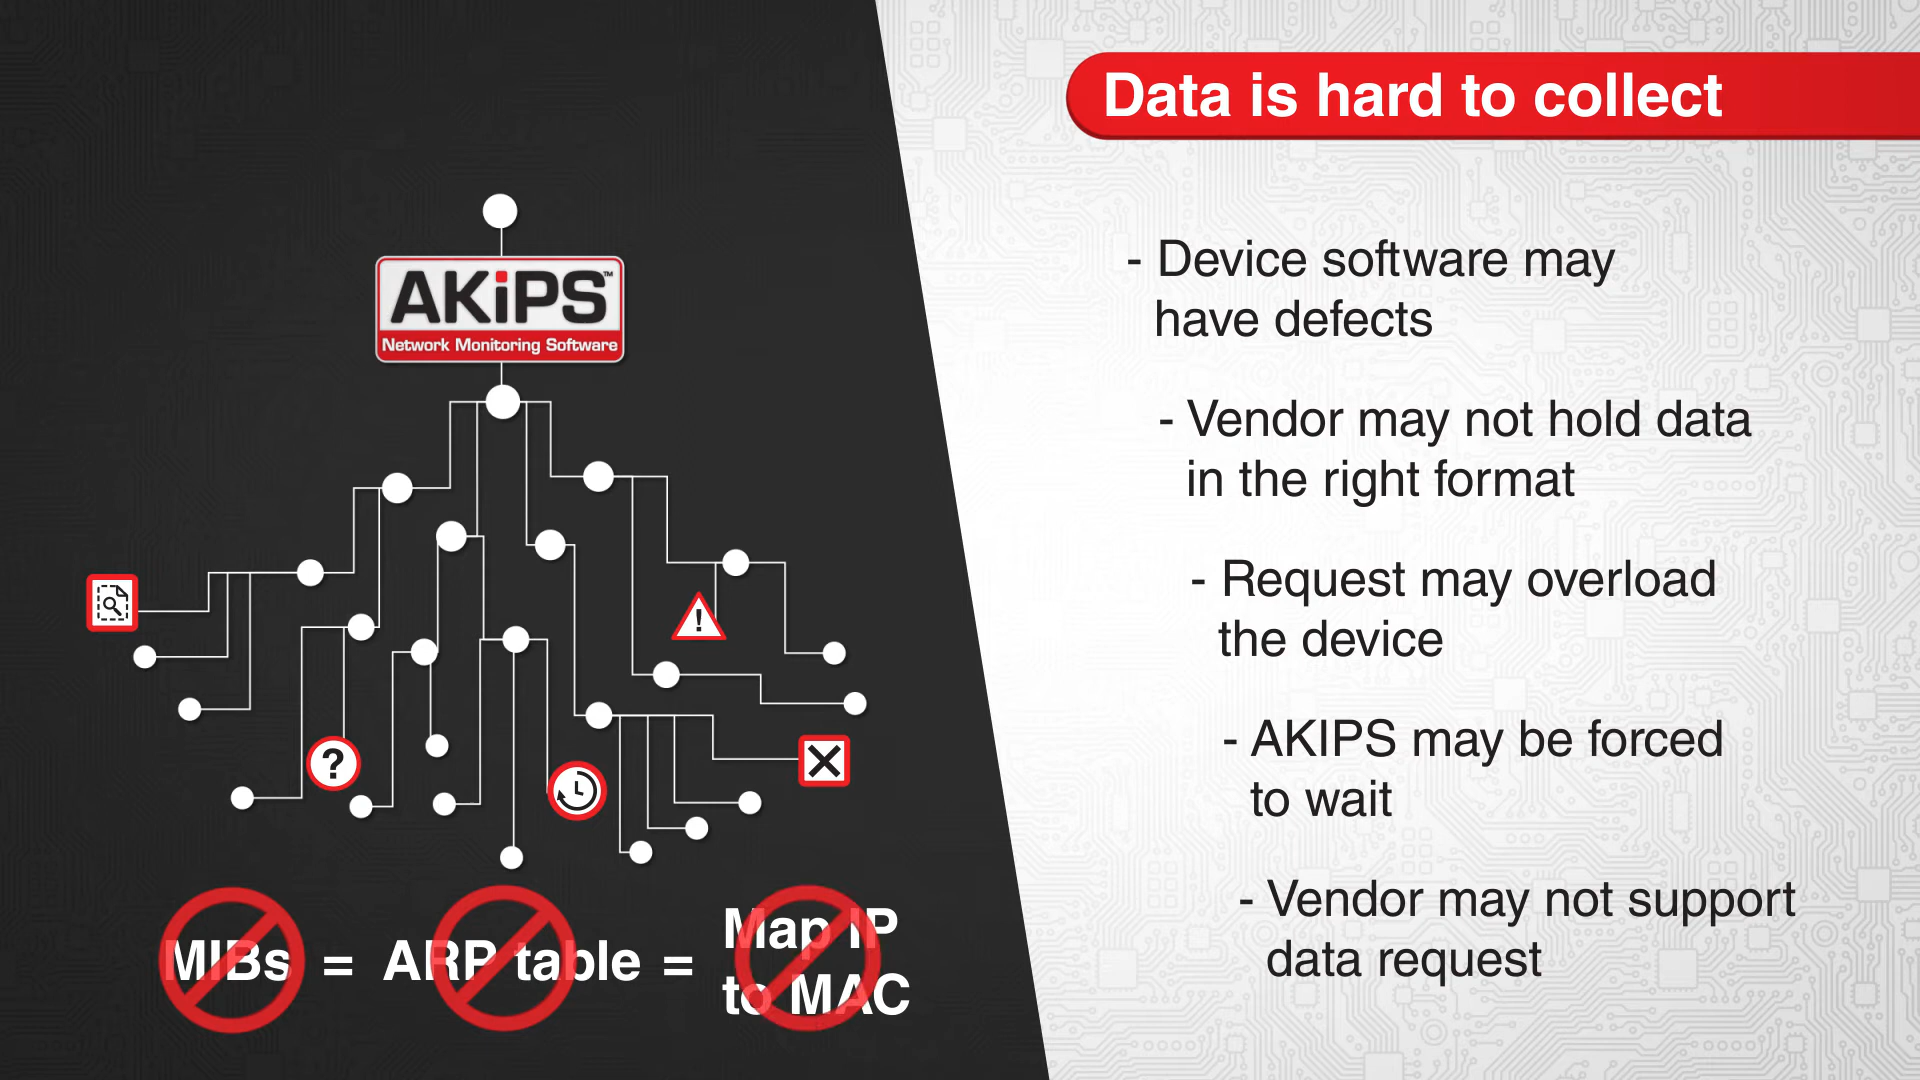 Data is hard to collect
AKiPS™
Network Monitoring Software
- Device software may
have defects
- Vendor may not hold data
in the right format
- Request may overload
the device
- AKIPS may be forced
to wait
- Vendor may not support
data request
!
?
MIBs = ARP table = Map IP
to MAC